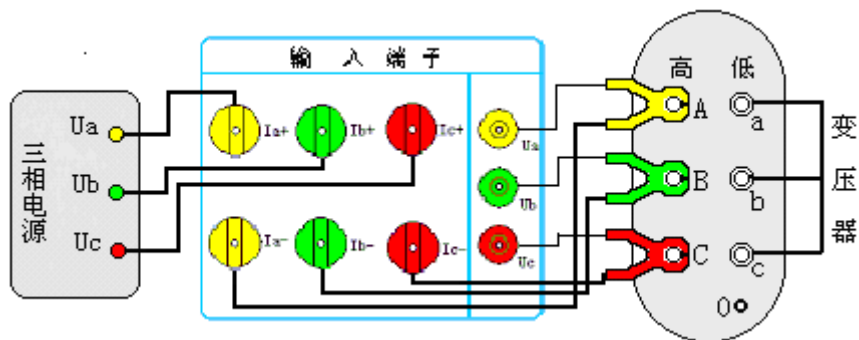 输入端子
三相电源
Ua
Ub
Uc
Ia+
Ib+
Ic+
Ia-
Ib-
Ic-
Ua
Ub
Uc
高 低
A a
B b
C c
0
变压器